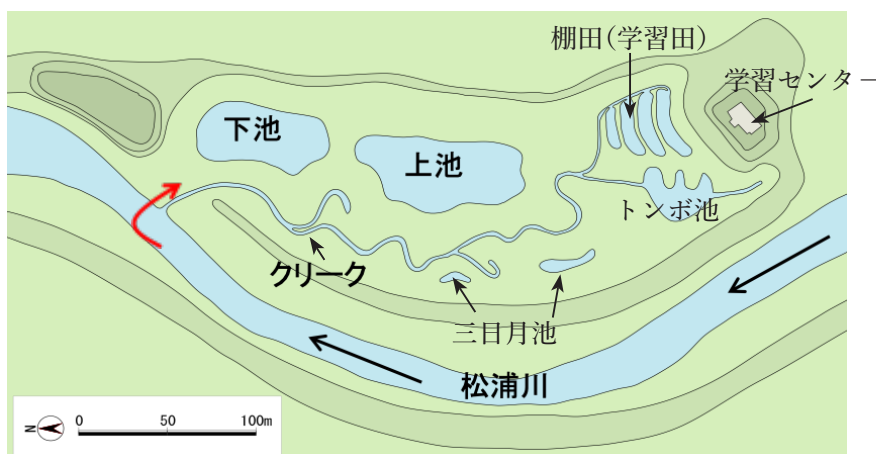 棚田(学習田)
学習センター
下池
上池
トンボ池
クリーク
三日月池
松浦川
N
0 50 100m